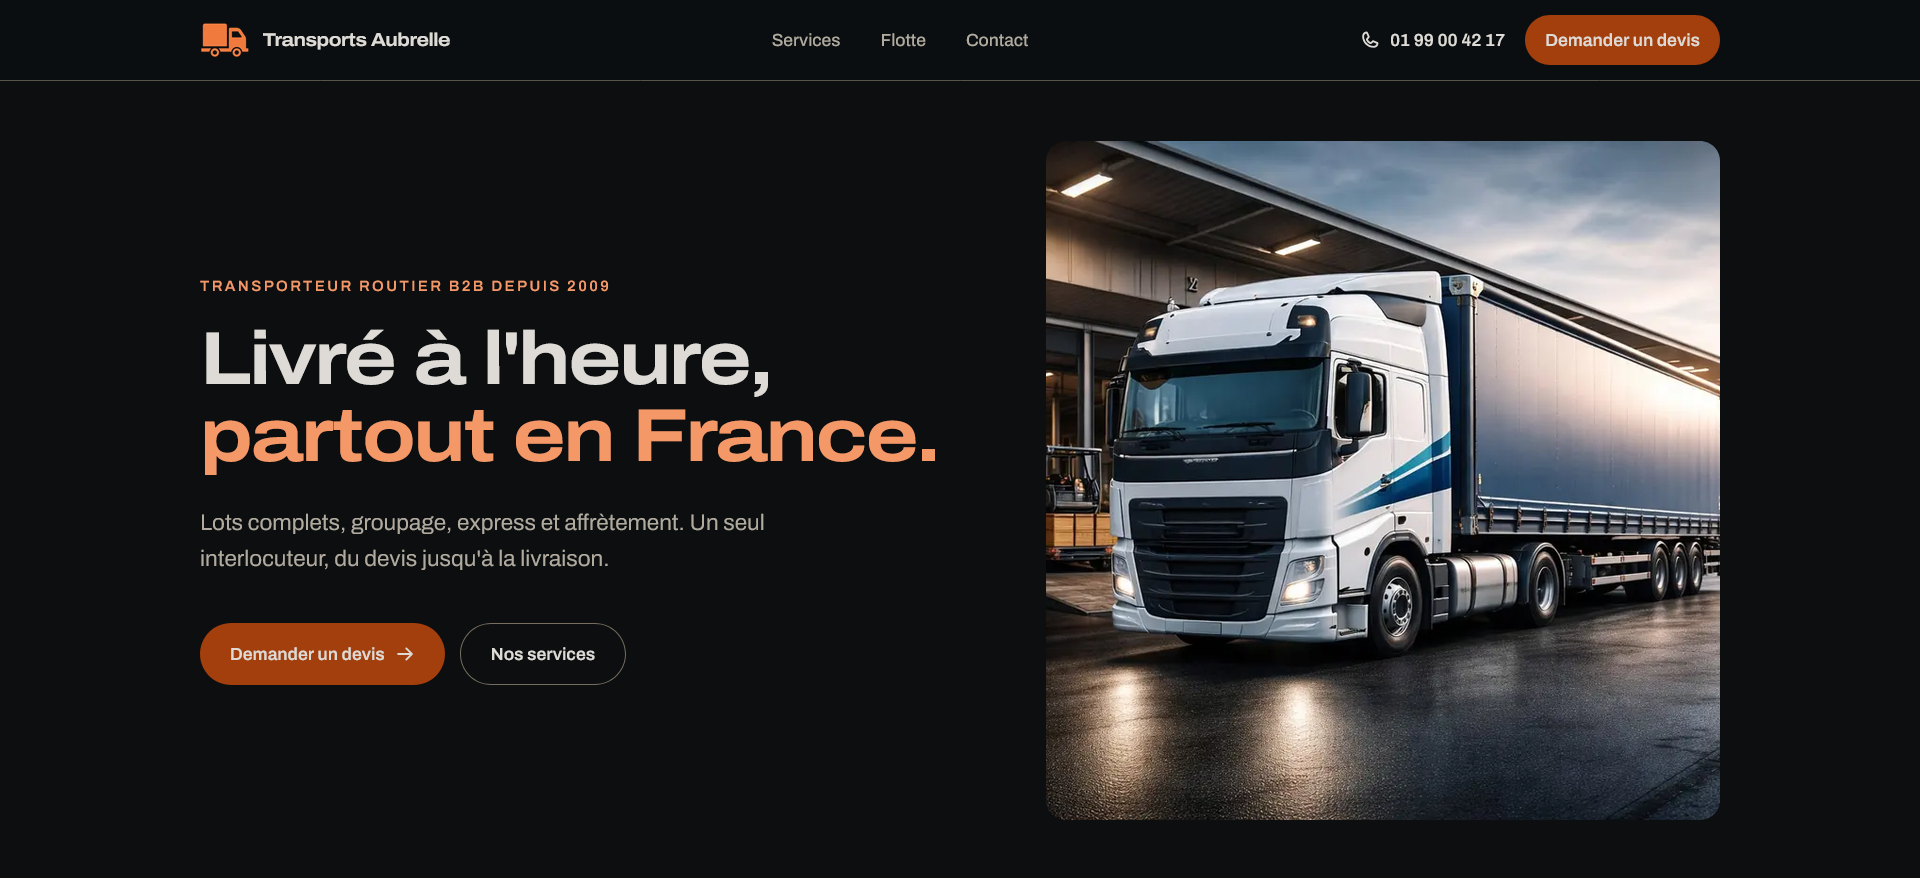 Transports Aubrelle
Services
Flotte
Contact
01 99 00 42 17
Demander un devis
TRANSPORTEUR ROUTIER B2B DEPUIS 2009
Livré à l'heure,
partout en France.
Lots complets, groupage, express et affrètement. Un seul
interlocuteur, du devis jusqu'à la livraison.
Demander un devis
Nos services